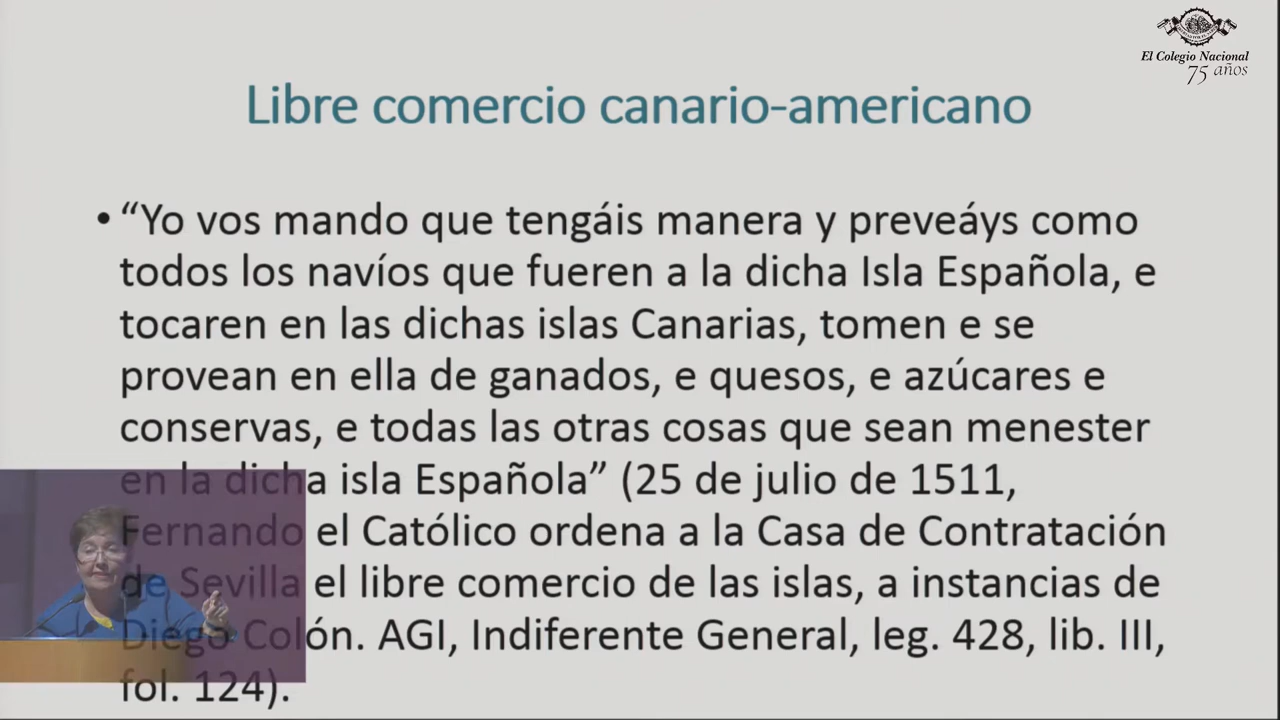 El Colegio Nacional
75 años
Libre comercio canario-americano
• “Yo vos mando que tengáis manera y preveáys como
todos los navíos que fueren a la dicha Isla Española, e
tocaren en las dichas islas Canarias, tomen e se
provean en ella de ganados, e quesos, e azúcares e
conservas, e todas las otras cosas que sean menester
en la dicha isla Española” (25 de julio de 1511,
Fernando el Católico ordena a la Casa de Contratación
de Sevilla el libre comercio de las islas, a instancias de
Diego Colón. AGI, Indiferente General, leg. 428, lib. III,
fol. 124).